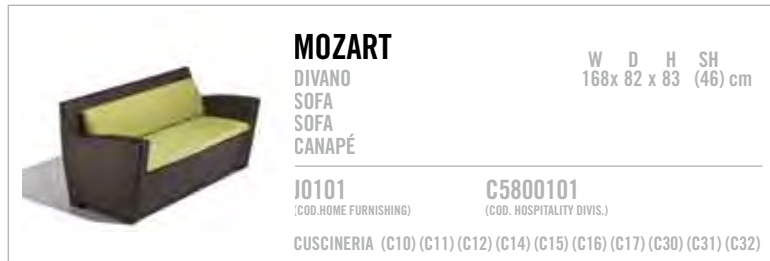 MOZART
W D H SH
DIVANO
168x 82 x 83 (46) cm
SOFA
SOFA
CANAPÉ
J0101 C5800101
(COD.HOME FURNISHING) (COD. HOSPITALITY DIVIS.)
CUSCINERIA (C10) (C11) (C12) (C14) (C15) (C16) (C17) (C30) (C31) (C32)